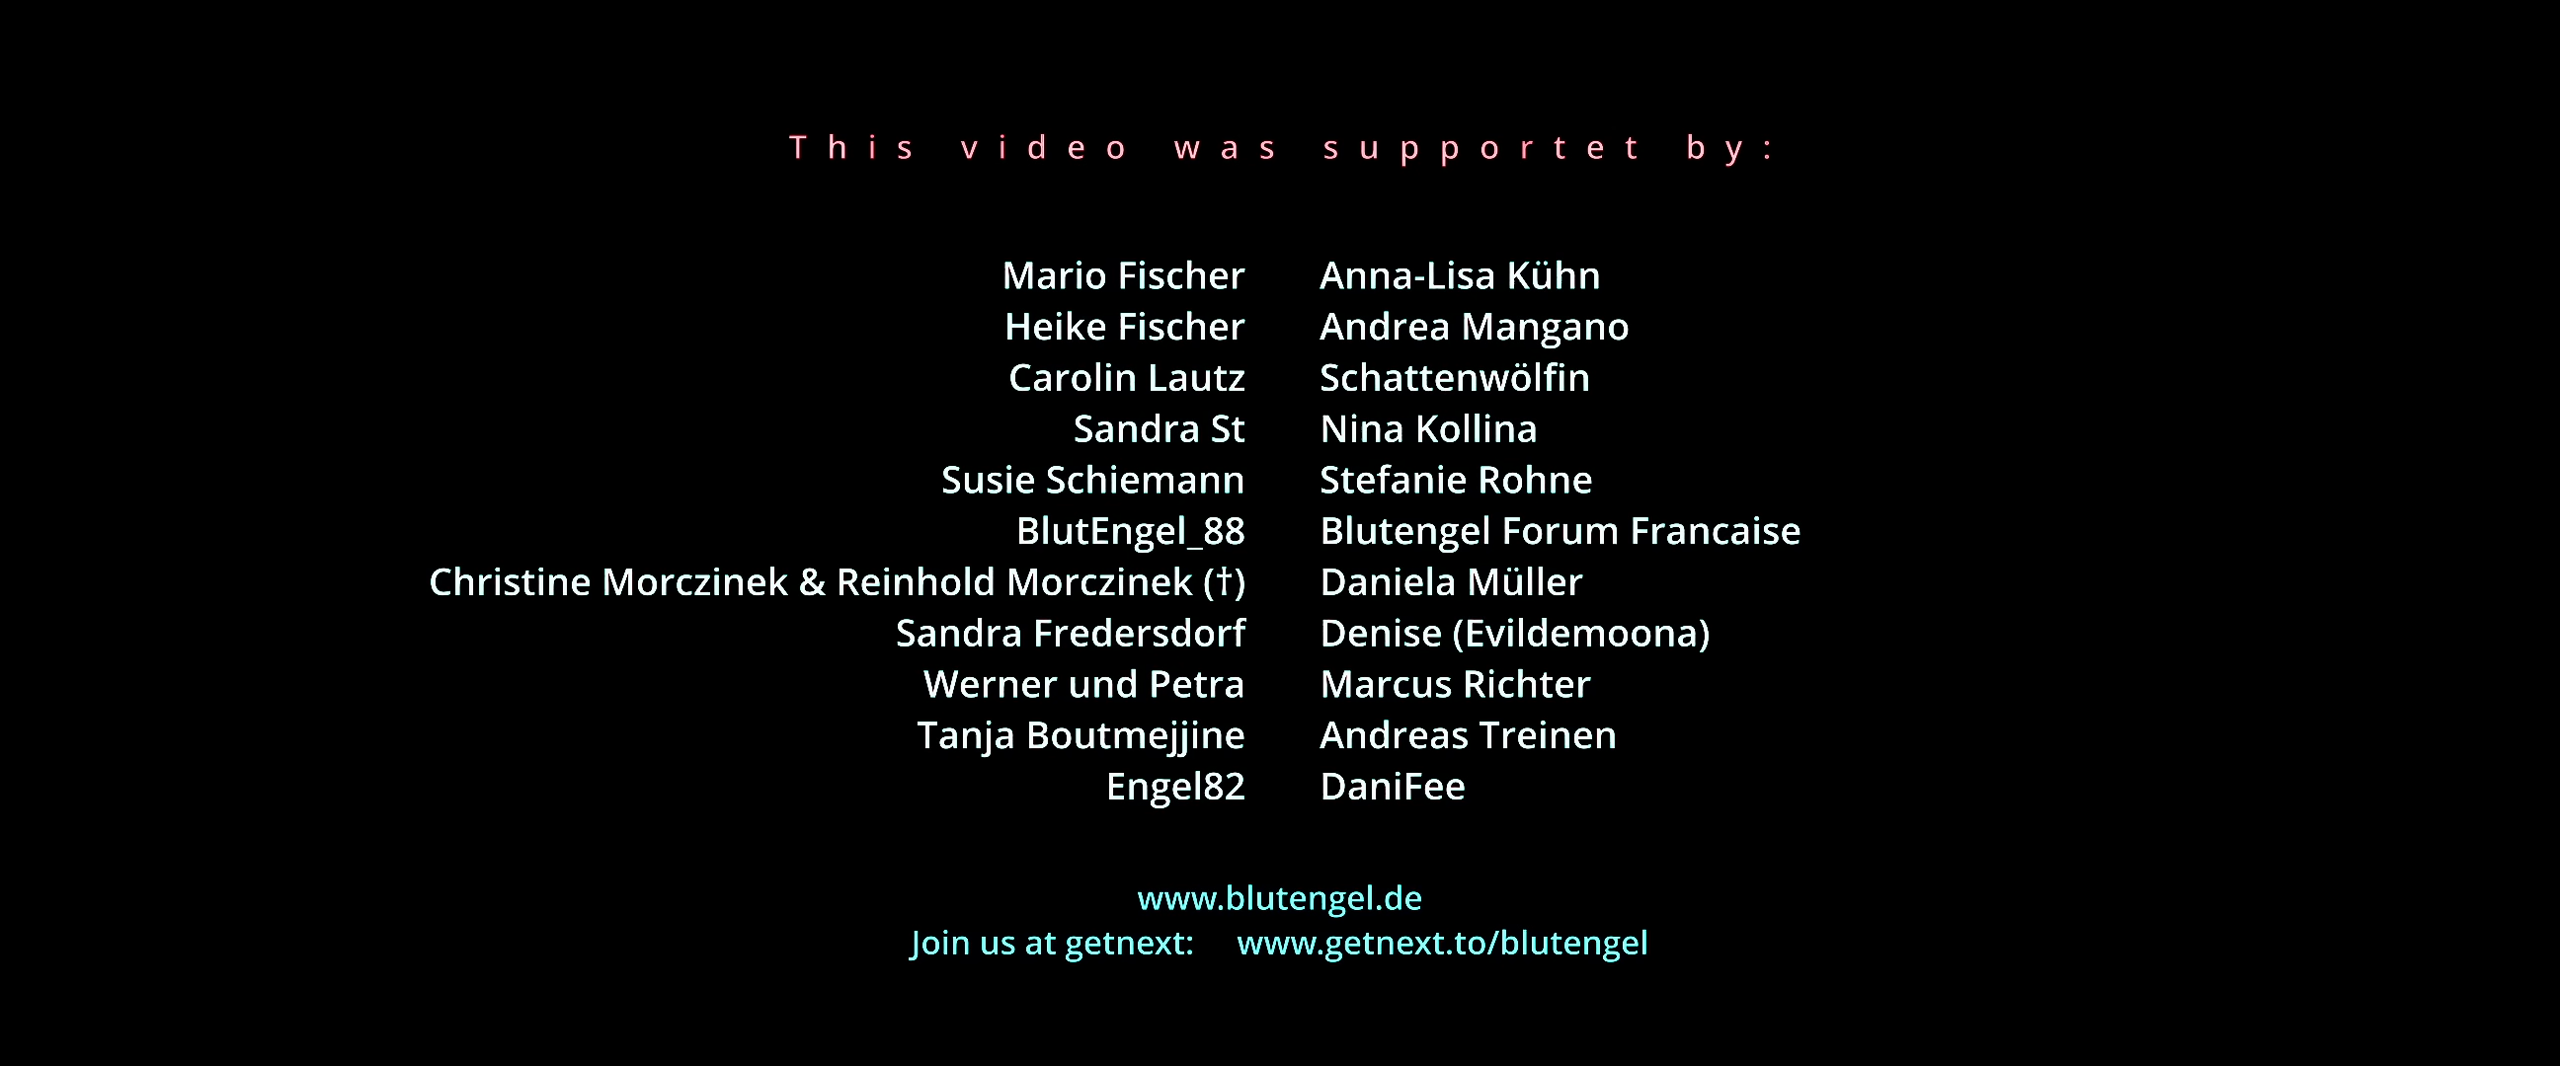 This video was supportet by:
Mario Fischer Anna-Lisa Kühn
Heike Fischer Andrea Mangano
Carolin Lautz Schattenwölfin
Sandra St Nina Kollina
Susie Schiemann Stefanie Rohne
BlutEngel_88 Blutengel Forum Francaise
Christine Morczinek & Reinhold Morczinek (†) Daniela Müller
Sandra Fredersdorf Denise (Evildemoona)
Werner und Petra Marcus Richter
Tanja Boutmejjine Andreas Treinen
Engel82 DaniFee
www.blutengel.de
Join us at getnext: www.getnext.to/blutengel